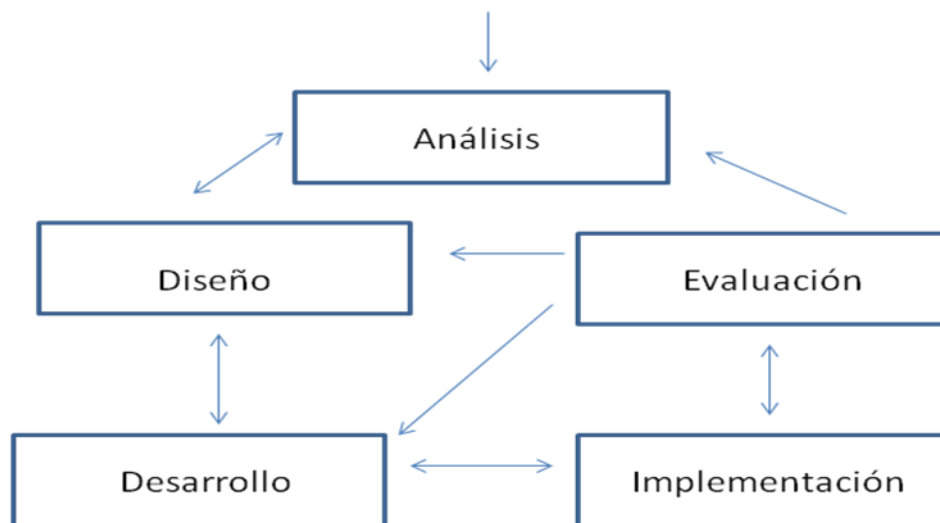 Análisis
Diseño
Evaluación
Desarrollo
Implementación